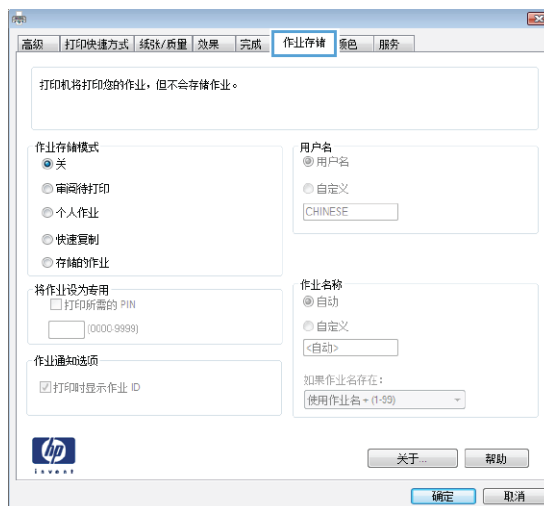 高级 打印快捷方式 纸张/质量 效果 完成 作业存储 颜色 服务
打印机将打印您的作业，但不会存储作业。
作业存储模式
关
审阅待打印
个人作业
快速复制
存储的作业
用户名
用户名
自定义
CHINESE
将作业设为专用
打印所需的 PIN
(0000-9999)
作业名称
自动
自定义
<自动>
如果作业名存在：
使用作业名 + (1-99)
作业通知选项
打印时显示作业 ID
hp
invent
关于...
帮助
确定
取消